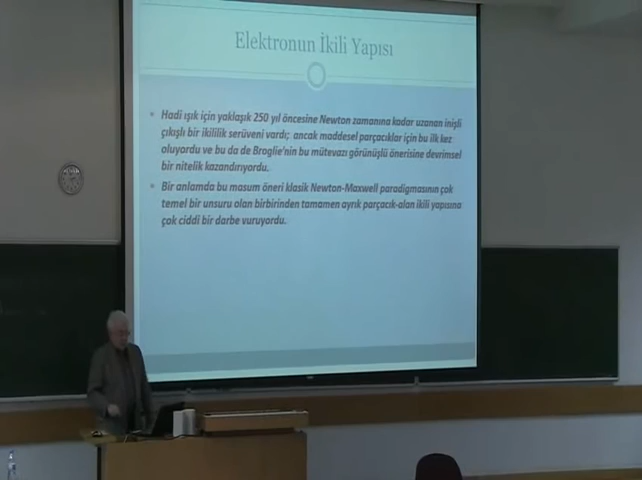 Elektronun İkili Yapısı
Hadi ışık için yaklaşık 250 yıl öncesine Newton zamanına kadar uzanan inişli
çıkışlı bir ikililik serüveni vardı; ancak maddesel parçacıklar için bu ilk kez
oluyordu ve bu da de Broglie'nin bu mütevazı görünüşlü önerisine devrimsel
bir nitelik kazandırıyordu.
Bir anlamda bu masum öneri klasik Newton-Maxwell paradigmasının çok
temel bir unsuru olan birbirinden tamamen ayrık parçacık-alan ikili yapısına
çok ciddi bir darbe vuruyordu.